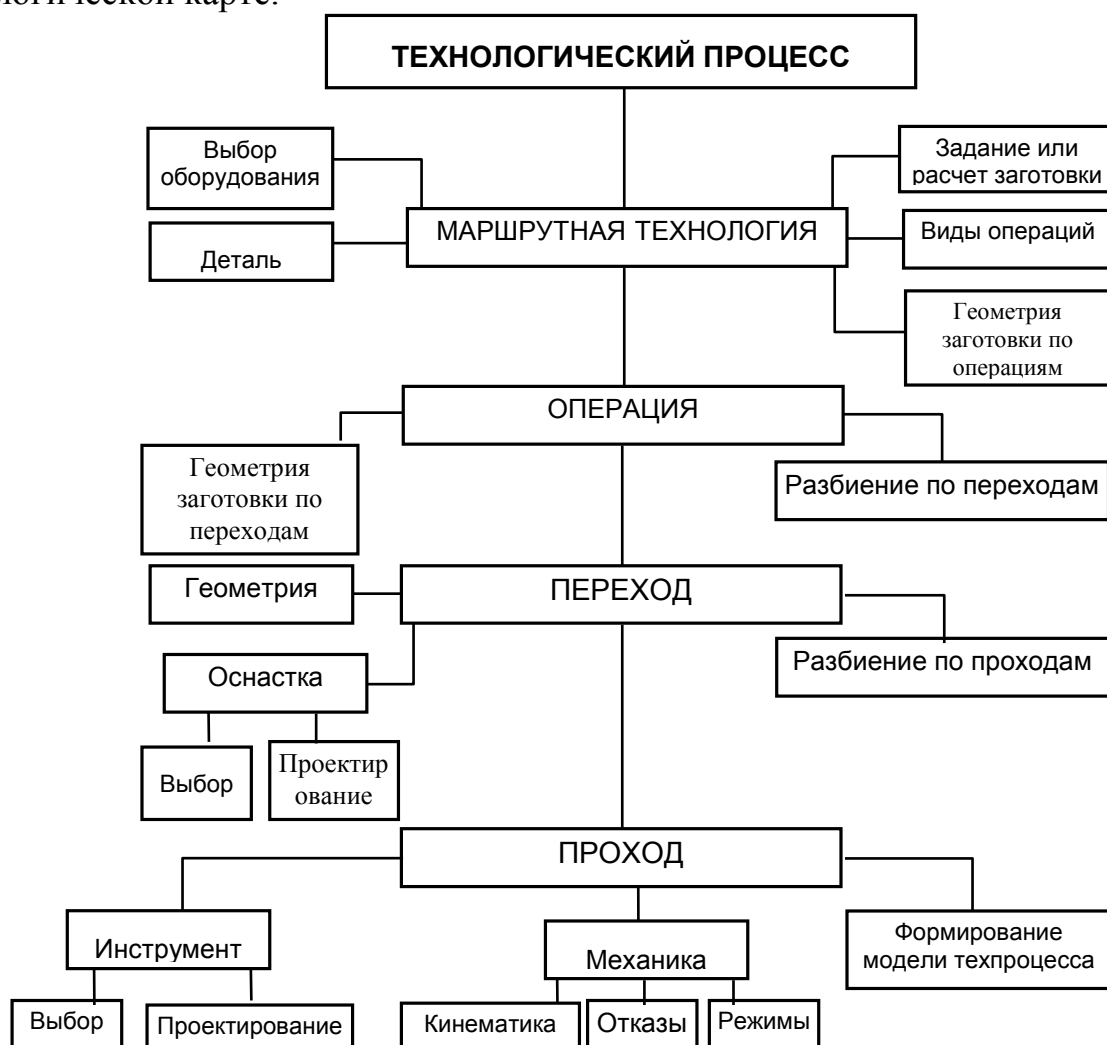 логической карте.
ТЕХНОЛОГИЧЕСКИЙ ПРОЦЕСС
Выбор
оборудования
Задание или
расчет заготовки
МАРШРУТНАЯ ТЕХНОЛОГИЯ
Виды операций
Деталь
Геометрия
заготовки по
операциям
ОПЕРАЦИЯ
Геометрия
заготовки по
переходам
Разбиение по переходам
Геометрия
ПЕРЕХОД
Разбиение по проходам
Оснастка
Выбор
Проектир
ование
ПРОХОД
Инструмент
Механика
Формирование
модели техпроцесса
Выбор
Проектирование
Кинематика
Отказы
Режимы